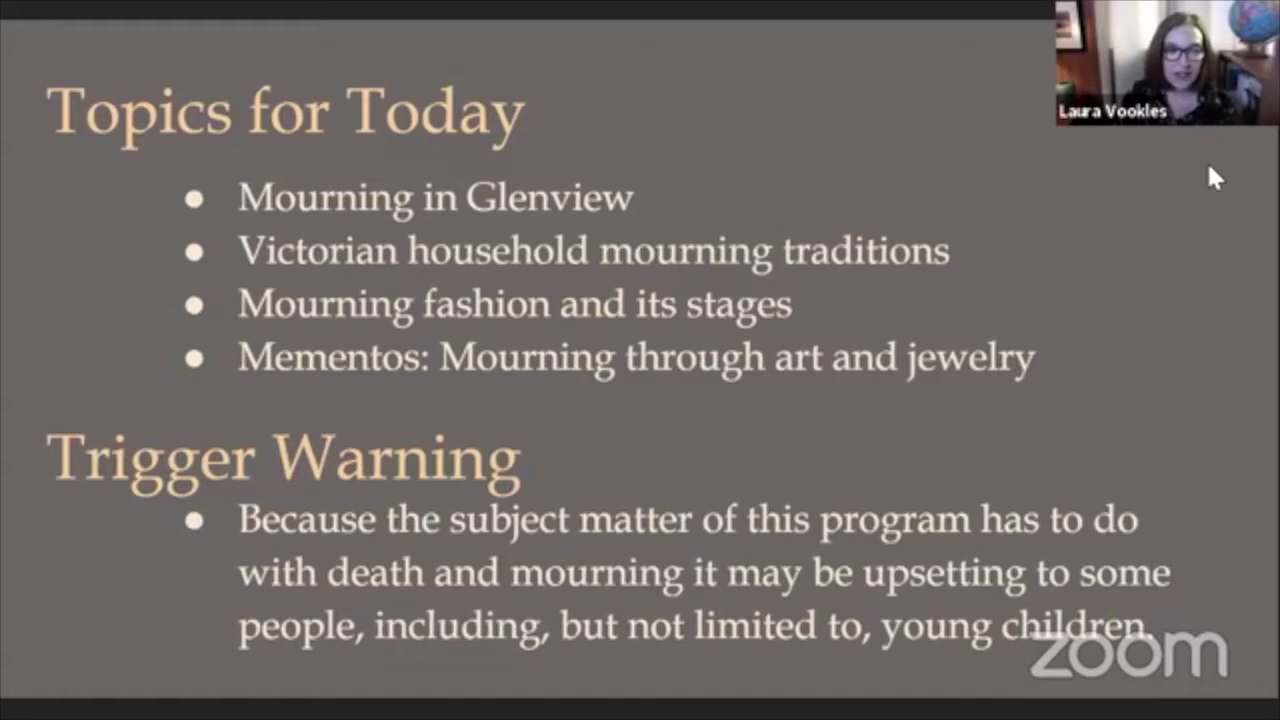 Topics for Today
Laura Vookles
● Mourning in Glenview
● Victorian household mourning traditions
● Mourning fashion and its stages
● Mementos: Mourning through art and jewelry
Trigger Warning
● Because the subject matter of this program has to do
with death and mourning it may be upsetting to some
people, including, but not limited to, young children.
zoom